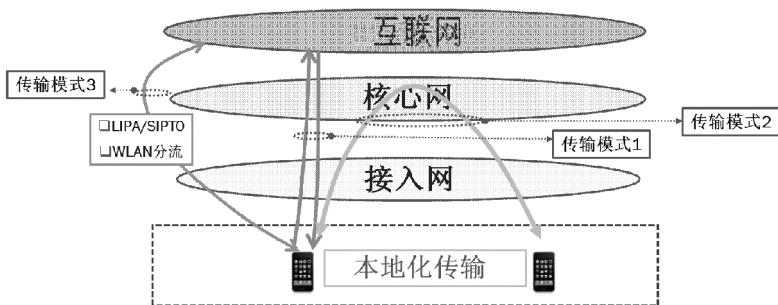 互联网
传输模式3
核心网
❑LIPA/SIPTO
❑WLAN分流
传输模式2
传输模式1
接入网
本地化传输